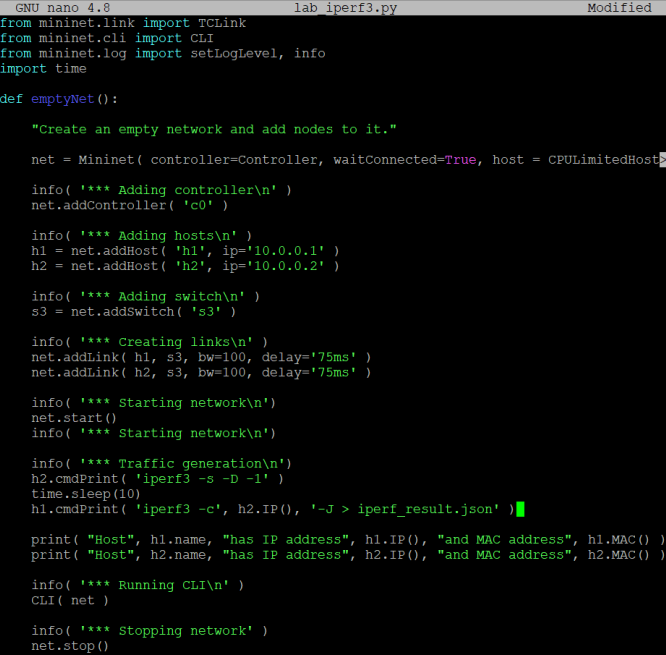 GNU nano 4.8 lab_iperf3.py Modified
from mininet.link import TCLink
from mininet.cli import CLI
from mininet.log import setLogLevel, info
import time
def emptyNet():
"Create an empty network and add nodes to it."
net = Mininet( controller=Controller, waitConnected=True, host = CPULimitedHost>
info( '*** Adding controller\n' )
net.addController( 'c0' )
info( '*** Adding hosts\n' )
h1 = net.addHost( 'h1', ip='10.0.0.1' )
h2 = net.addHost( 'h2', ip='10.0.0.2' )
info( '*** Adding switch\n' )
s3 = net.addSwitch( 's3' )
info( '*** Creating links\n' )
net.addLink( h1, s3, bw=100, delay='75ms' )
net.addLink( h2, s3, bw=100, delay='75ms' )
info( '*** Starting network\n')
net.start()
info( '*** Starting network\n')
info( '*** Traffic generation\n')
h2.cmdPrint( 'iperf3 -s -D -1' )
time.sleep(10)
h1.cmdPrint( 'iperf3 -c', h2.IP(), '-J > iperf_result.json' )
print( "Host", h1.name, "has IP address", h1.IP(), "and MAC address", h1.MAC() )
print( "Host", h2.name, "has IP address", h2.IP(), "and MAC address", h2.MAC() )
info( '*** Running CLI\n' )
CLI( net )
info( '*** Stopping network' )
net.stop()